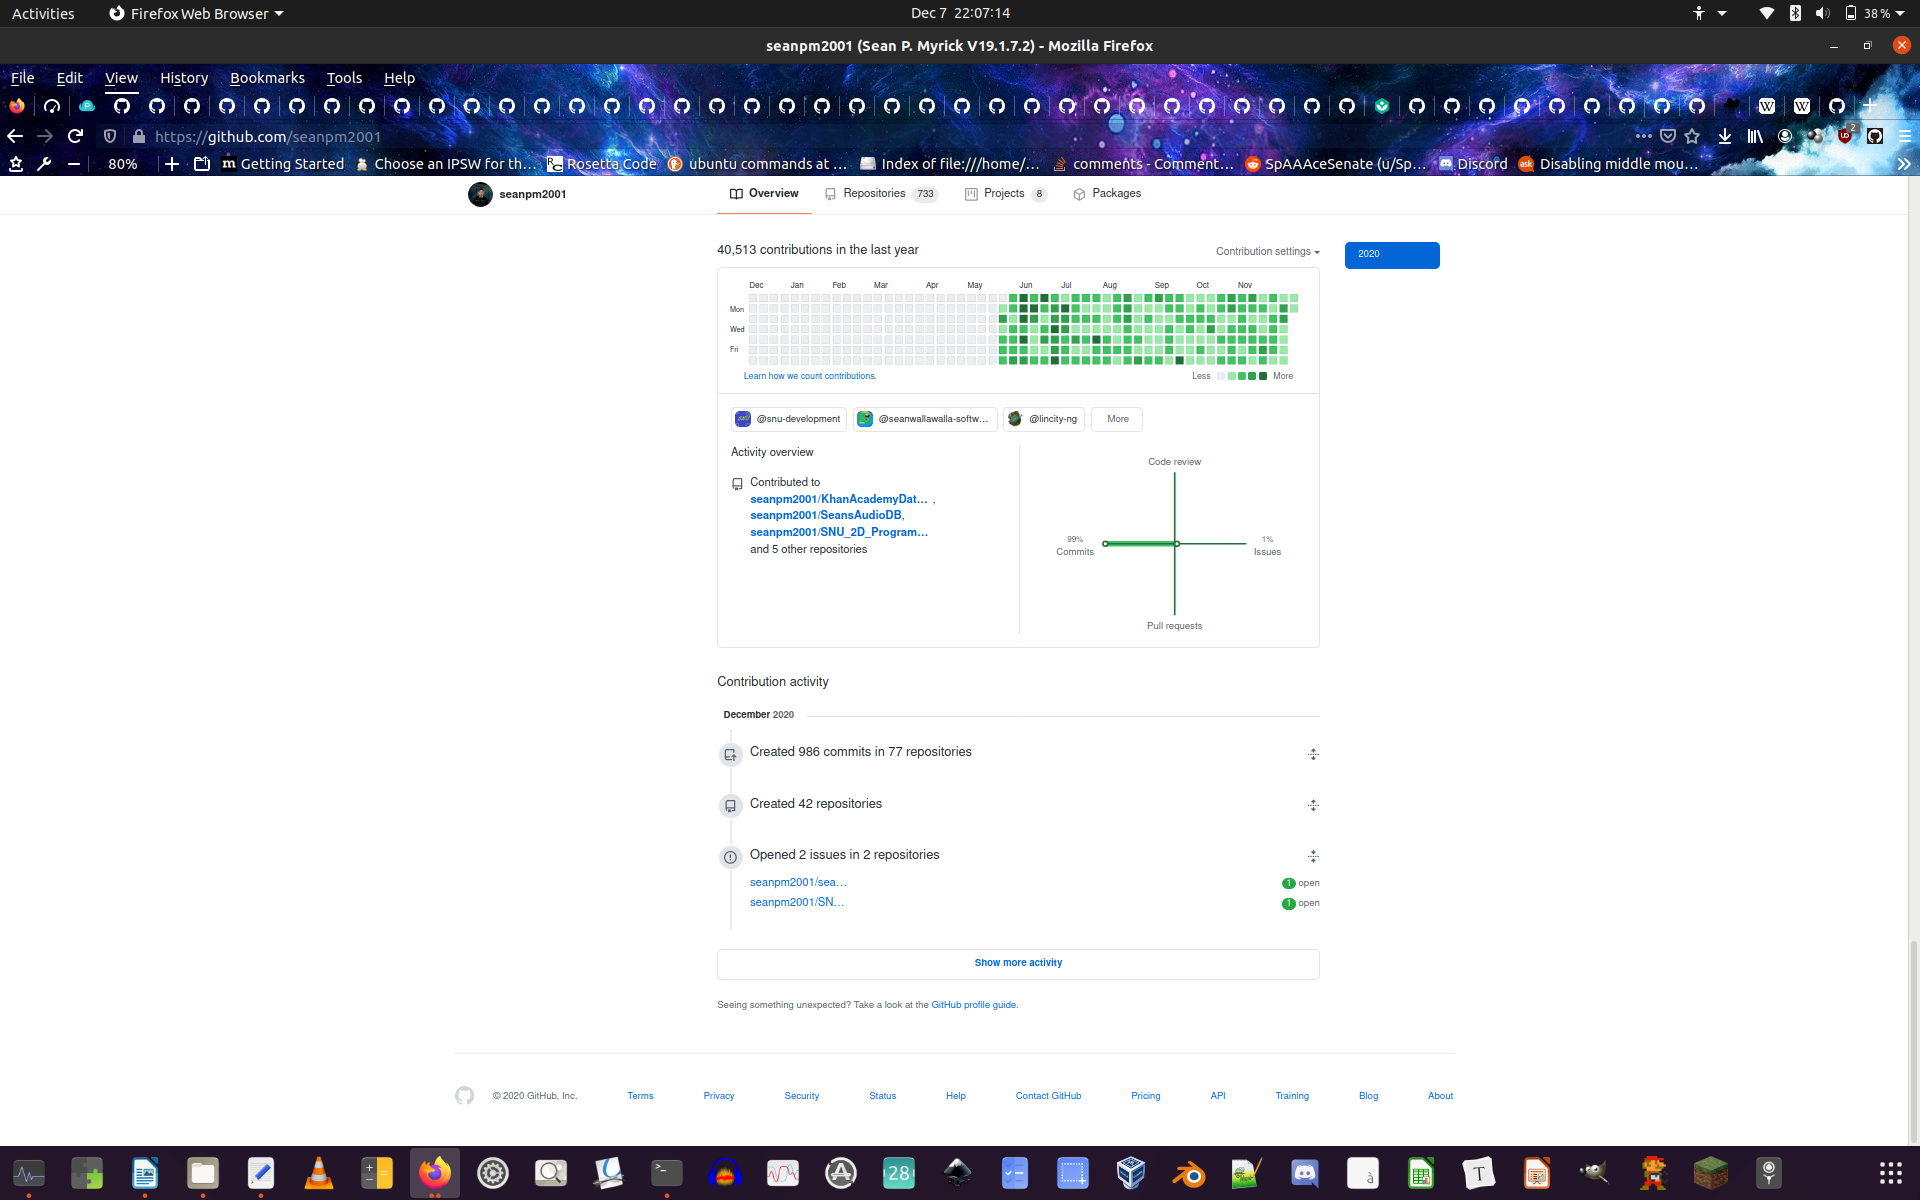 Activities
Firefox Web Browser
Dec 7 22:07:14
38 %
seanpm2001 (Sean P. Myrick V19.1.7.2) - Mozilla Firefox
File Edit View History Bookmarks Tools Help
https://github.com/seanpm2001
2
80%
Getting Started
Choose an IPSW for th…
Rosetta Code
ubuntu commands at …
Index of file:///home/…
comments - Comment…
SpAAAceSenate (u/Sp…
Discord
Disabling middle mou…
seanpm2001
Overview
Repositories 733
Projects 8
Packages
40,513 contributions in the last year
Contribution settings
2020
Dec Jan Feb Mar Apr May Jun Jul Aug Sep Oct Nov
Mon
Wed
Fri
Learn how we count contributions.
Less More
@snu-development
@seanwallawalla-softw…
@lincity-ng
More
Activity overview
Contributed to
seanpm2001/KhanAcademyDat… ,
seanpm2001/SeansAudioDB,
seanpm2001/SNU_2D_Program…
and 5 other repositories
Code review
99%
Commits
1%
Issues
Pull requests
Contribution activity
December 2020
Created 986 commits in 77 repositories
Created 42 repositories
Opened 2 issues in 2 repositories
seanpm2001/sea…
1 open
seanpm2001/SN…
1 open
Show more activity
Seeing something unexpected? Take a look at the GitHub profile guide.
© 2020 GitHub, Inc.
Terms
Privacy
Security
Status
Help
Contact GitHub
Pricing
API
Training
Blog
About
28